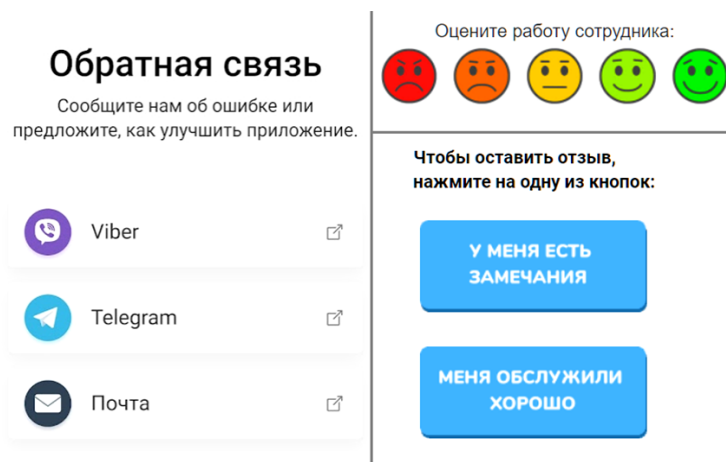 Обратная связь
Сообщите нам об ошибке или
предложите, как улучшить приложение.
Viber
Telegram
Почта
Оцените работу сотрудника:
Чтобы оставить отзыв,
нажмите на одну из кнопок:
У МЕНЯ ЕСТЬ
ЗАМЕЧАНИЯ
МЕНЯ ОБСЛУЖИЛИ
ХОРОШО